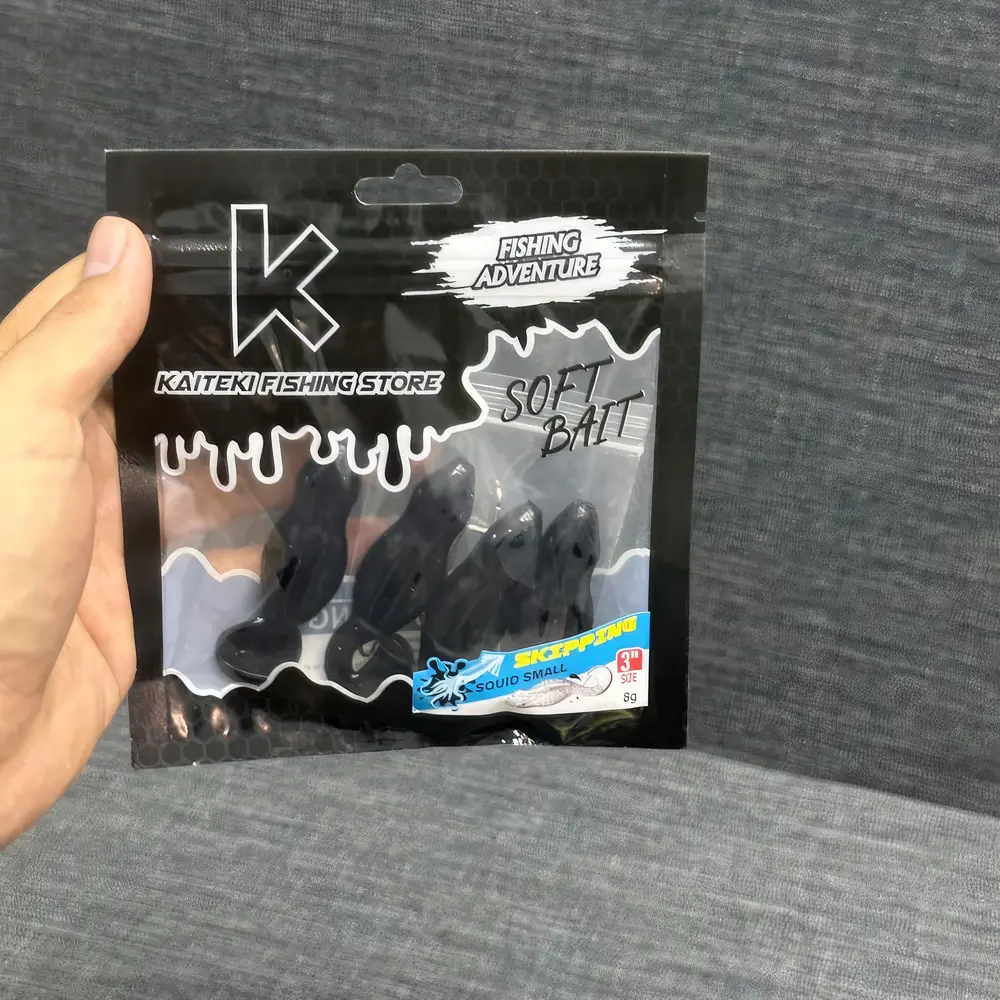 K
KAITEKI FISHING STORE
FISHING
ADVENTURE
SOFT
BAIT
SKIPPING
SQUID SMALL
3"
SIZE
8g